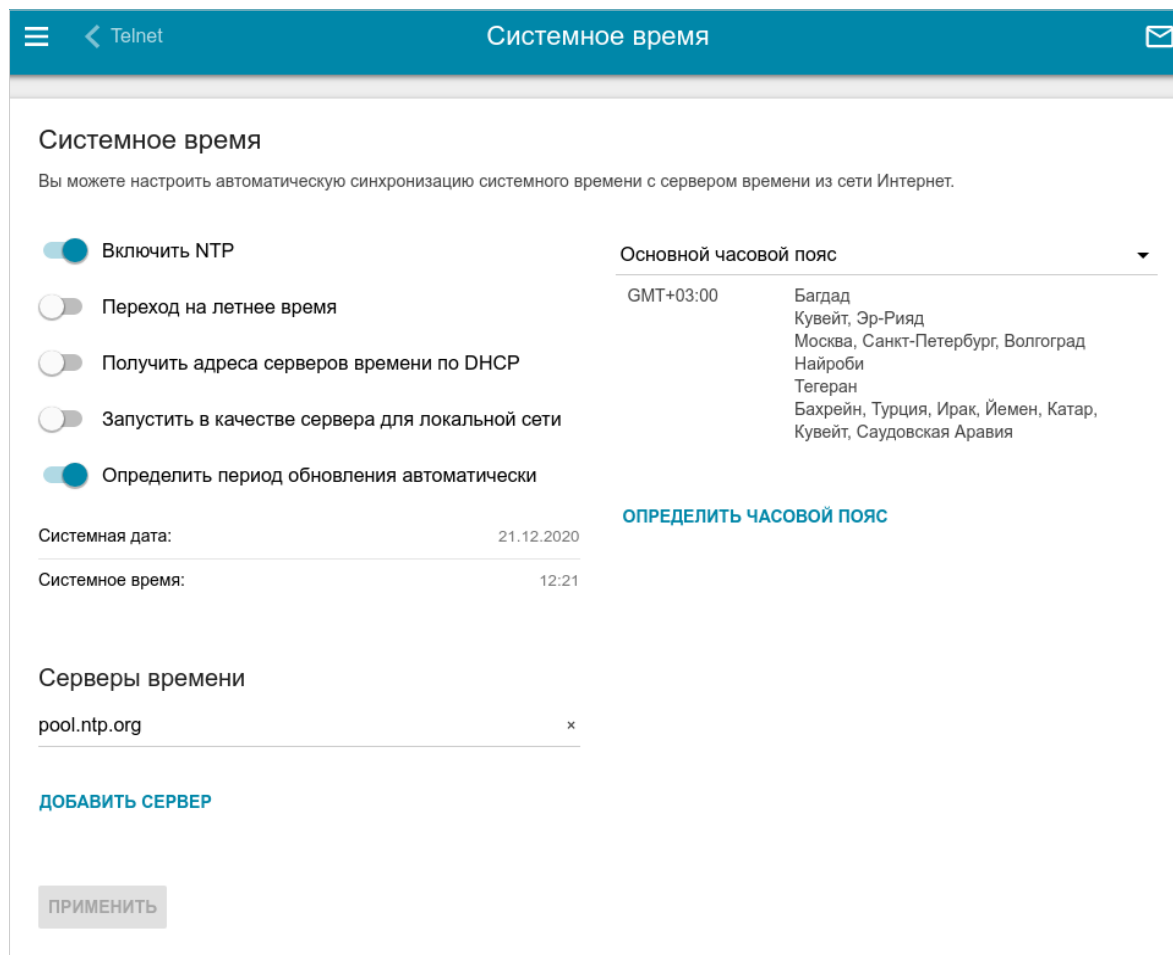 Telnet
Системное время
Системное время
Вы можете настроить автоматическую синхронизацию системного времени с сервером времени из сети Интернет.
Включить NTP
Переход на летнее время
Получить адреса серверов времени по DHCP
Запустить в качестве сервера для локальной сети
Определить период обновления автоматически
Системная дата: 21.12.2020
Системное время: 12:21
Основной часовой пояс
GMT+03:00 Багдад
Кувейт, Эр-Рияд
Москва, Санкт-Петербург, Волгоград
Найроби
Тегеран
Бахрейн, Турция, Ирак, Йемен, Катар,
Кувейт, Саудовская Аравия
ОПРЕДЕЛИТЬ ЧАСОВОЙ ПОЯС
Серверы времени
pool.ntp.org ×
ДОБАВИТЬ СЕРВЕР
ПРИМЕНИТЬ